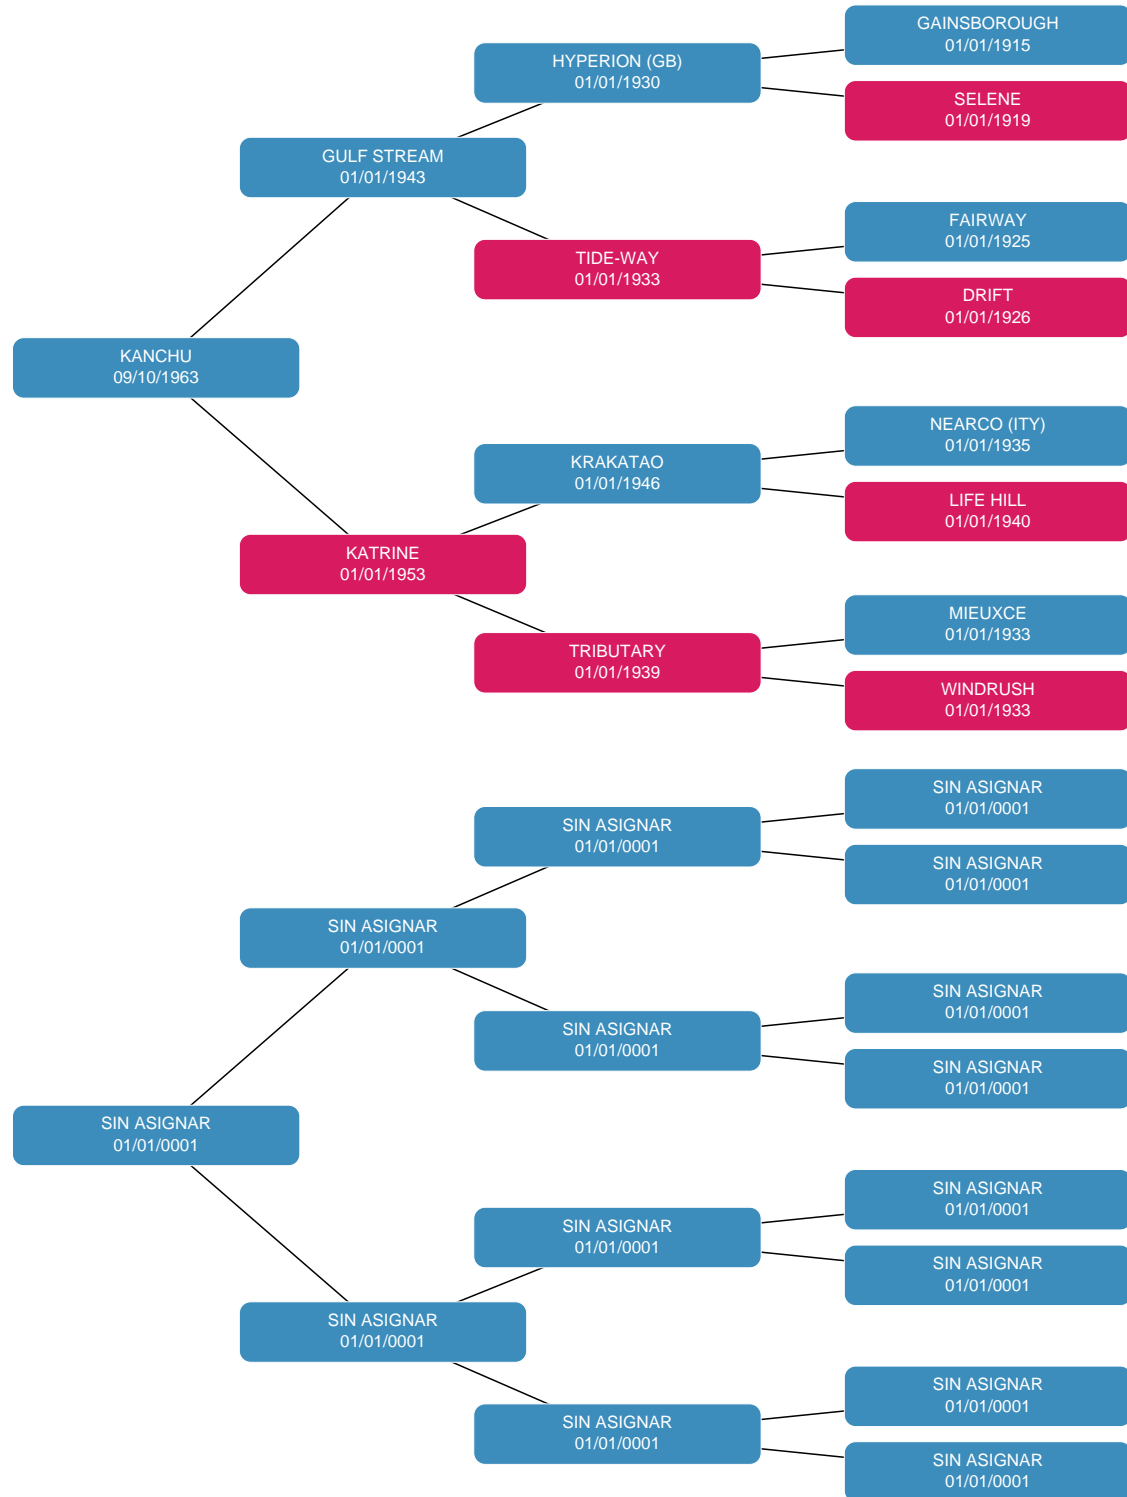 GAINSBOROUGH
01/01/1915
HYPERION (GB)
01/01/1930
SELENE
01/01/1919
GULF STREAM
01/01/1943
FAIRWAY
01/01/1925
TIDE-WAY
01/01/1933
DRIFT
01/01/1926
KANCHU
09/10/1963
NEARCO (ITY)
01/01/1935
KRAKATAO
01/01/1946
LIFE HILL
01/01/1940
KATRINE
01/01/1953
MIEUXCE
01/01/1933
TRIBUTARY
01/01/1939
WINDRUSH
01/01/1933
SIN ASIGNAR
01/01/0001
SIN ASIGNAR
01/01/0001
SIN ASIGNAR
01/01/0001
SIN ASIGNAR
01/01/0001
SIN ASIGNAR
01/01/0001
SIN ASIGNAR
01/01/0001
SIN ASIGNAR
01/01/0001
SIN ASIGNAR
01/01/0001
SIN ASIGNAR
01/01/0001
SIN ASIGNAR
01/01/0001
SIN ASIGNAR
01/01/0001
SIN ASIGNAR
01/01/0001
SIN ASIGNAR
01/01/0001
SIN ASIGNAR
01/01/0001
SIN ASIGNAR
01/01/0001